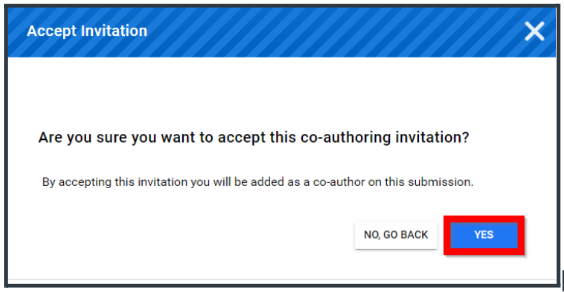 Accept Invitation
Are you sure you want to accept this co-authoring invitation?
By accepting this invitation you will be added as a co-author on this submission.
NO, GO BACK YES